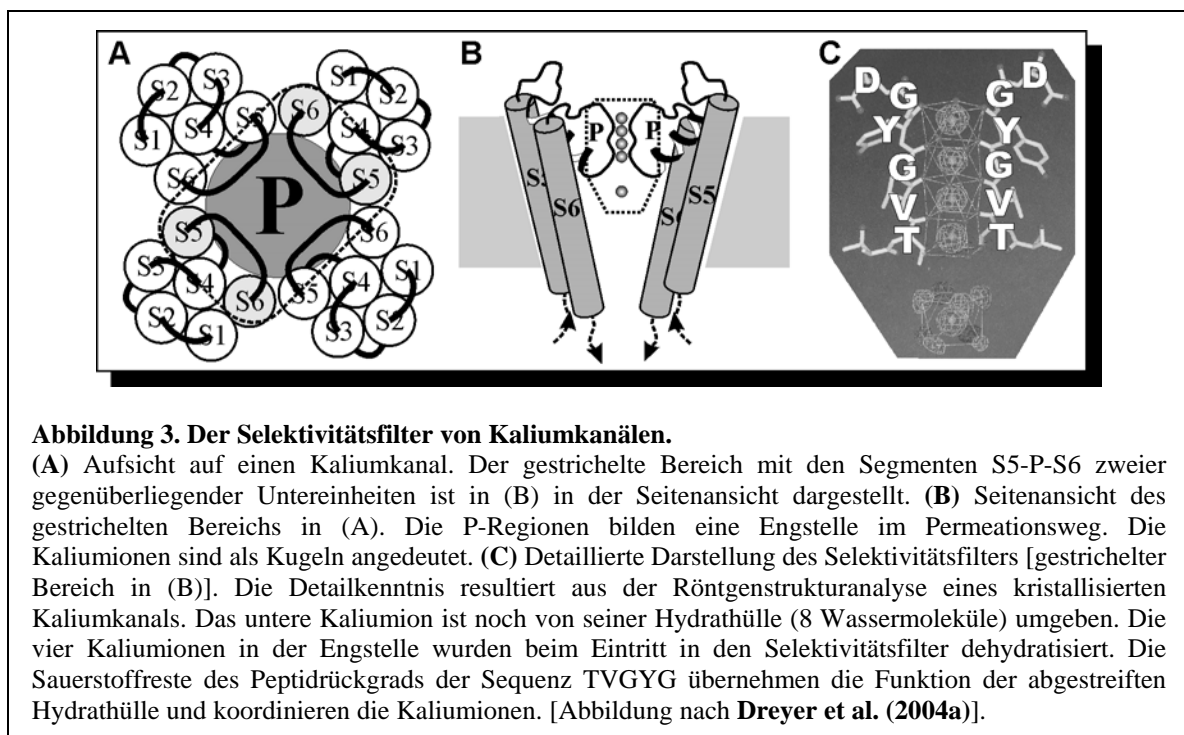 A
S3 S6 S1
S2 S2
S1 S4 S5 S4 S3
S6 S5
P
S5 S6
S5 S4 S4 S1
S2 S6 S5 S2
S1 S3
B
P P
S6 S5
C
D G G D
Y Y
G G
V V
T T
Abbildung 3. Der Selektivitätsfilter von Kaliumkanälen.
(A) Aufsicht auf einen Kaliumkanal. Der gestrichelte Bereich mit den Segmenten S5-P-S6 zweier
gegenüberliegender Untereinheiten ist in (B) in der Seitenansicht dargestellt. (B) Seitenansicht des
gestrichelten Bereichs in (A). Die P-Regionen bilden eine Engstelle im Permeationsweg. Die
Kaliumionen sind als Kugeln angedeutet. (C) Detaillierte Darstellung des Selektivitätsfilters [gestrichelter
Bereich in (B)]. Die Detailkenntnis resultiert aus der Röntgenstrukturanalyse eines kristallisierten
Kaliumkanals. Das untere Kaliumion ist noch von seiner Hydrathülle (8 Wassermoleküle) umgeben. Die
vier Kaliumionen in der Engstelle wurden beim Eintritt in den Selektivitätsfilter dehydratisiert. Die
Sauerstoffreste des Peptidrückgrads der Sequenz TVGYG übernehmen die Funktion der abgestreiften
Hydrathülle und koordinieren die Kaliumionen. [Abbildung nach Dreyer et al. (2004a)].